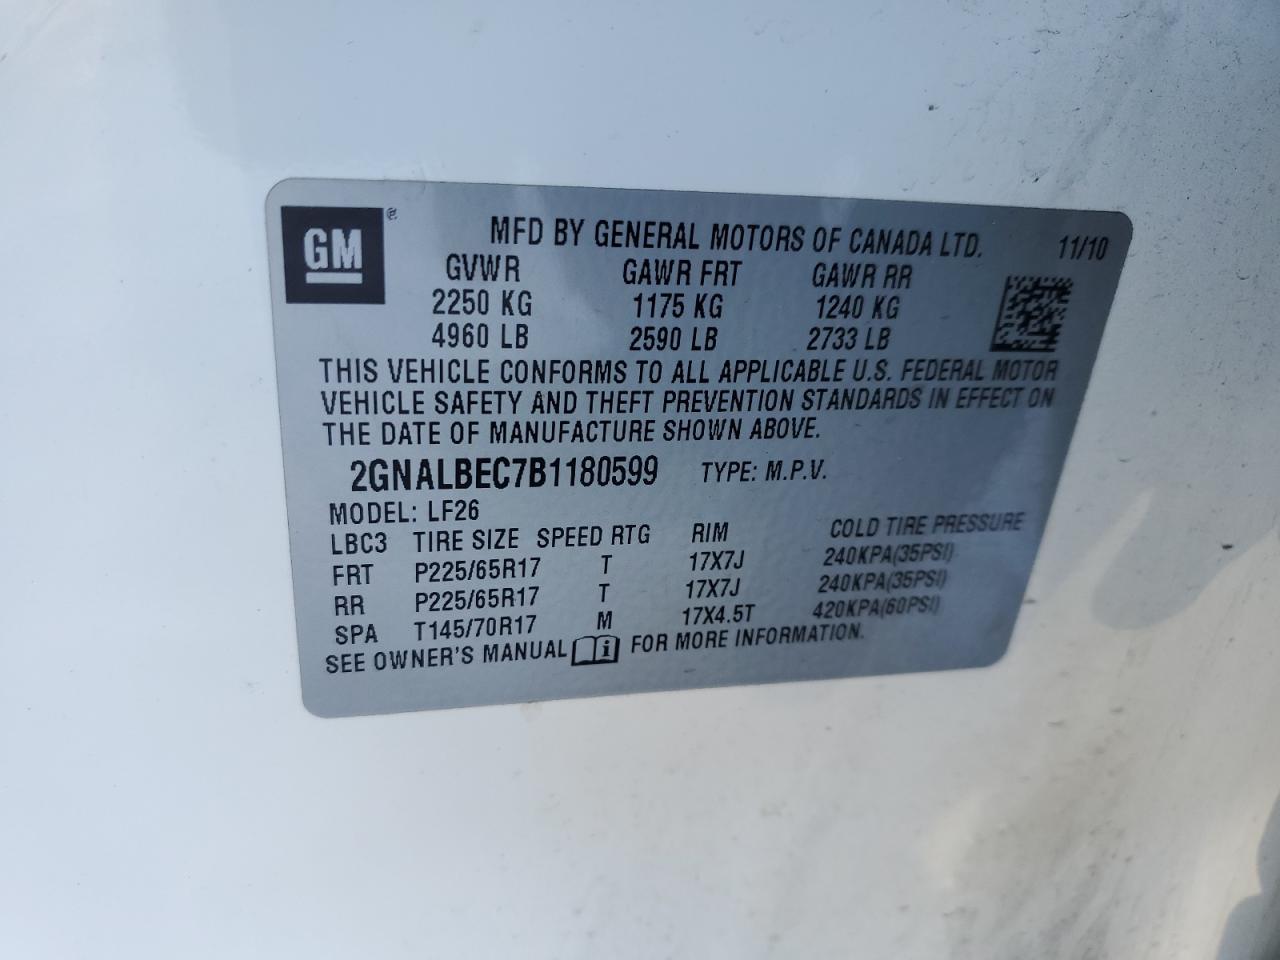 GM ®
MFD BY GENERAL MOTORS OF CANADA LTD. 11/10
GVWR GAWR FRT GAWR RR
2250 KG 1175 KG 1240 KG
4960 LB 2590 LB 2733 LB
THIS VEHICLE CONFORMS TO ALL APPLICABLE U.S. FEDERAL MOTOR
VEHICLE SAFETY AND THEFT PREVENTION STANDARDS IN EFFECT ON
THE DATE OF MANUFACTURE SHOWN ABOVE.
2GNALBEC7B1180599 TYPE: M.P.V.
MODEL: LF26
LBC3 TIRE SIZE SPEED RTG RIM COLD TIRE PRESSURE
FRT P225/65R17 T 17X7J 240KPA(35PSI)
RR P225/65R17 T 17X7J 240KPA(35PSI)
SPA T145/70R17 M 17X4.5T 420KPA(60PSI)
SEE OWNER'S MANUAL i FOR MORE INFORMATION.